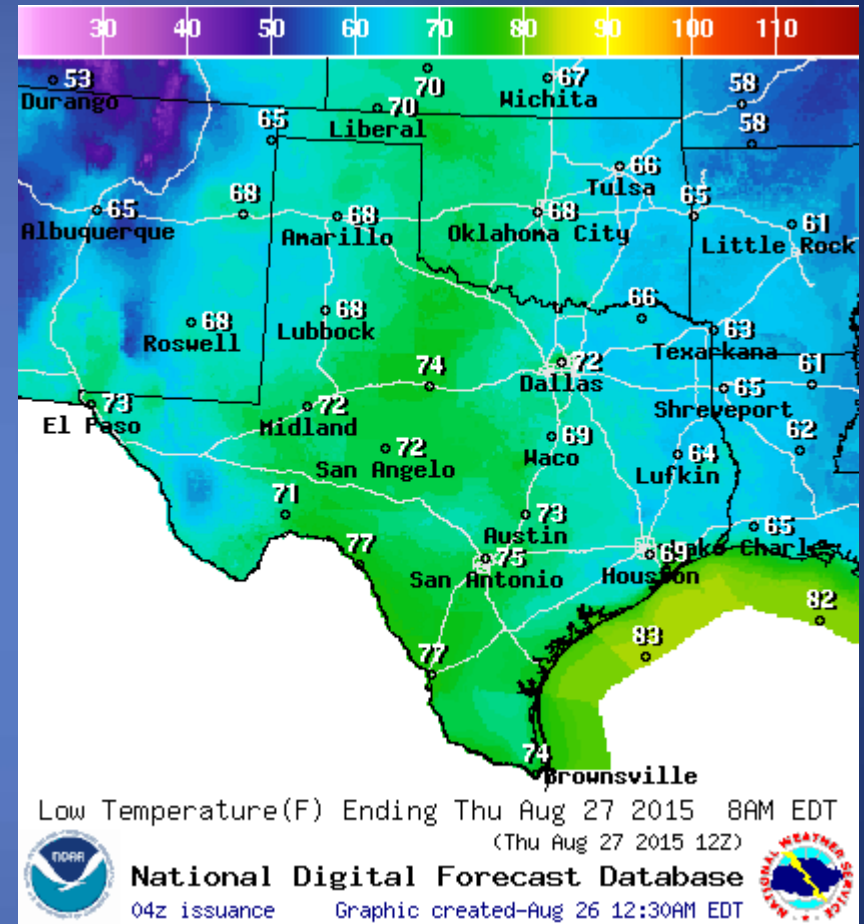 30 40 50 60 70 80 90 100 110
53
Durango
70
67
Wichita
58
70
Liberal
65
58
66
Tulsa
65
Albuquerque
68
68
Amarillo
68
Oklahoma City
65
61
Little Rock
68
Roswell
68
Lubbock
66
63
Texarkana
74
72
Dallas
61
65
Shreveport
73
El Paso
72
Midland
72
San Angelo
69
Waco
64
Lufkin
62
71
73
Austin
65
Lake Charles
77
75
San Antonio
69
Houston
82
83
77
74
Brownsville
Low Temperature(F) Ending Thu Aug 27 2015 8AM EDT
(Thu Aug 27 2015 12Z)
NOAA
National Digital Forecast Database
04z issuance Graphic created-Aug 26 12:30AM EDT
NATIONAL WEATHER SERVICE